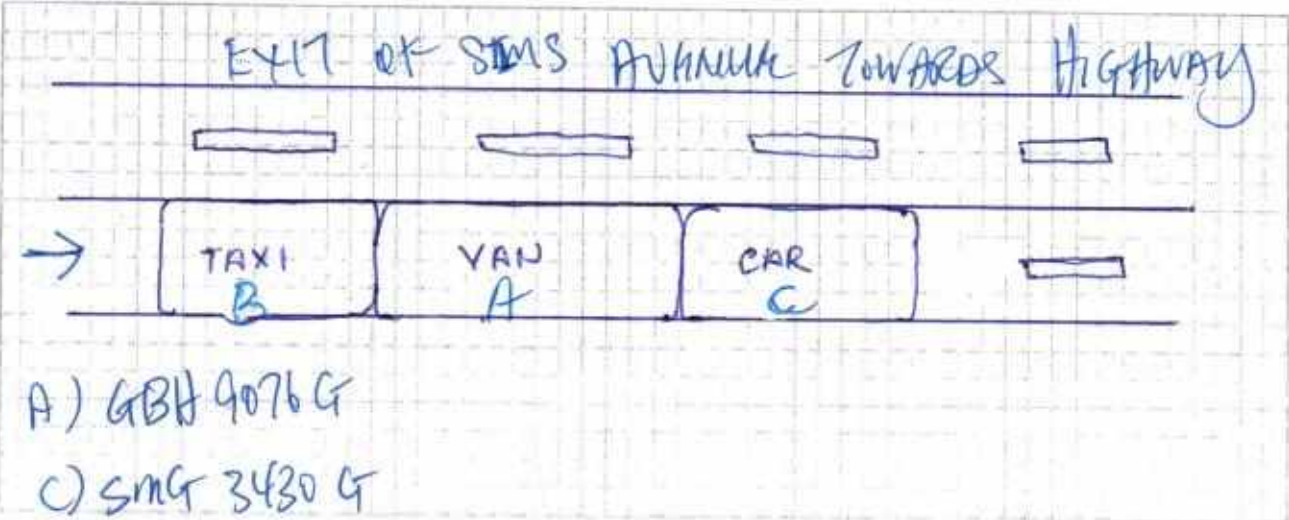 EXIT OF SIMS AVENUE TOWARDS HIGHWAY
→
TAXI VAN CAR
B A C
A) GBH 9076 G
C) SMG 3430 G